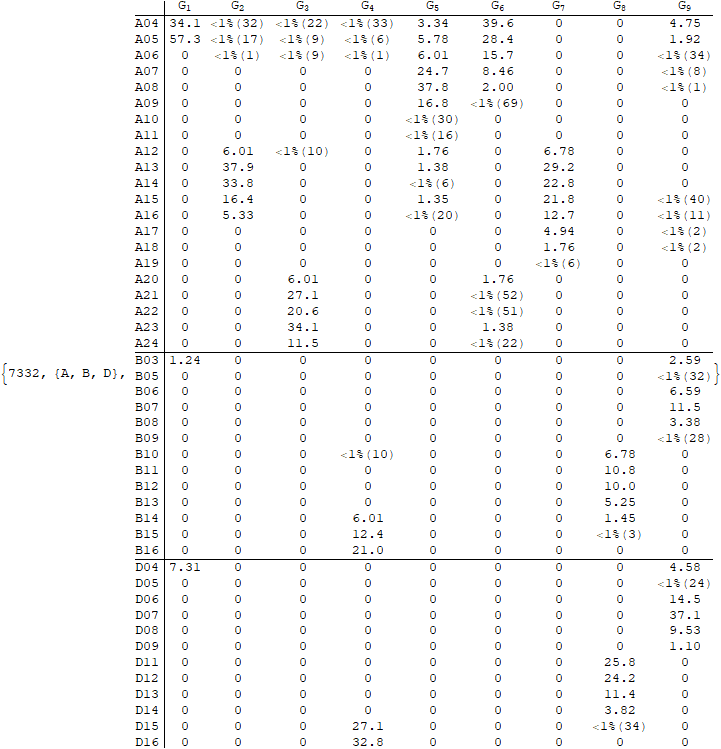 G1 G2 G3 G4 G5 G6 G7 G8 G9
A04 34.1 <1%(32) <1%(22) <1%(33) 3.34 39.6 0 0 4.75
A05 57.3 <1%(17) <1%(9) <1%(6) 5.78 28.4 0 0 1.92
A06 0 <1%(1) <1%(9) <1%(1) 6.01 15.7 0 0 <1%(34)
A07 0 0 0 0 24.7 8.46 0 0 <1%(8)
A08 0 0 0 0 37.8 2.00 0 0 <1%(1)
A09 0 0 0 0 16.8 <1%(69) 0 0 0
A10 0 0 0 0 <1%(30) 0 0 0 0
A11 0 0 0 0 <1%(16) 0 0 0 0
A12 0 6.01 <1%(10) 0 1.76 0 6.78 0 0
A13 0 37.9 0 0 1.38 0 29.2 0 0
A14 0 33.8 0 0 <1%(6) 0 22.8 0 0
A15 0 16.4 0 0 1.35 0 21.8 0 <1%(40)
A16 0 5.33 0 0 <1%(20) 0 12.7 0 <1%(11)
A17 0 0 0 0 0 0 4.94 0 <1%(2)
A18 0 0 0 0 0 0 1.76 0 <1%(2)
A19 0 0 0 0 0 0 <1%(6) 0 0
A20 0 0 6.01 0 0 1.76 0 0 0
A21 0 0 27.1 0 0 <1%(52) 0 0 0
A22 0 0 20.6 0 0 <1%(51) 0 0 0
A23 0 0 34.1 0 0 1.38 0 0 0
A24 0 0 11.5 0 0 <1%(22) 0 0 0
B03 1.24 0 0 0 0 0 0 0 2.59
{7332, {A, B, D}, B05 0 0 0 0 0 0 0 0 <1%(32) }
B06 0 0 0 0 0 0 0 0 6.59
B07 0 0 0 0 0 0 0 0 11.5
B08 0 0 0 0 0 0 0 0 3.38
B09 0 0 0 0 0 0 0 0 <1%(28)
B10 0 0 0 <1%(10) 0 0 0 6.78 0
B11 0 0 0 0 0 0 0 10.8 0
B12 0 0 0 0 0 0 0 10.0 0
B13 0 0 0 0 0 0 0 5.25 0
B14 0 0 0 6.01 0 0 0 1.45 0
B15 0 0 0 12.4 0 0 0 <1%(3) 0
B16 0 0 0 21.0 0 0 0 0 0
D04 7.31 0 0 0 0 0 0 0 4.58
D05 0 0 0 0 0 0 0 0 <1%(24)
D06 0 0 0 0 0 0 0 0 14.5
D07 0 0 0 0 0 0 0 0 37.1
D08 0 0 0 0 0 0 0 0 9.53
D09 0 0 0 0 0 0 0 0 1.10
D11 0 0 0 0 0 0 0 25.8 0
D12 0 0 0 0 0 0 0 24.2 0
D13 0 0 0 0 0 0 0 11.4 0
D14 0 0 0 0 0 0 0 3.82 0
D15 0 0 0 27.1 0 0 0 <1%(34) 0
D16 0 0 0 32.8 0 0 0 0 0